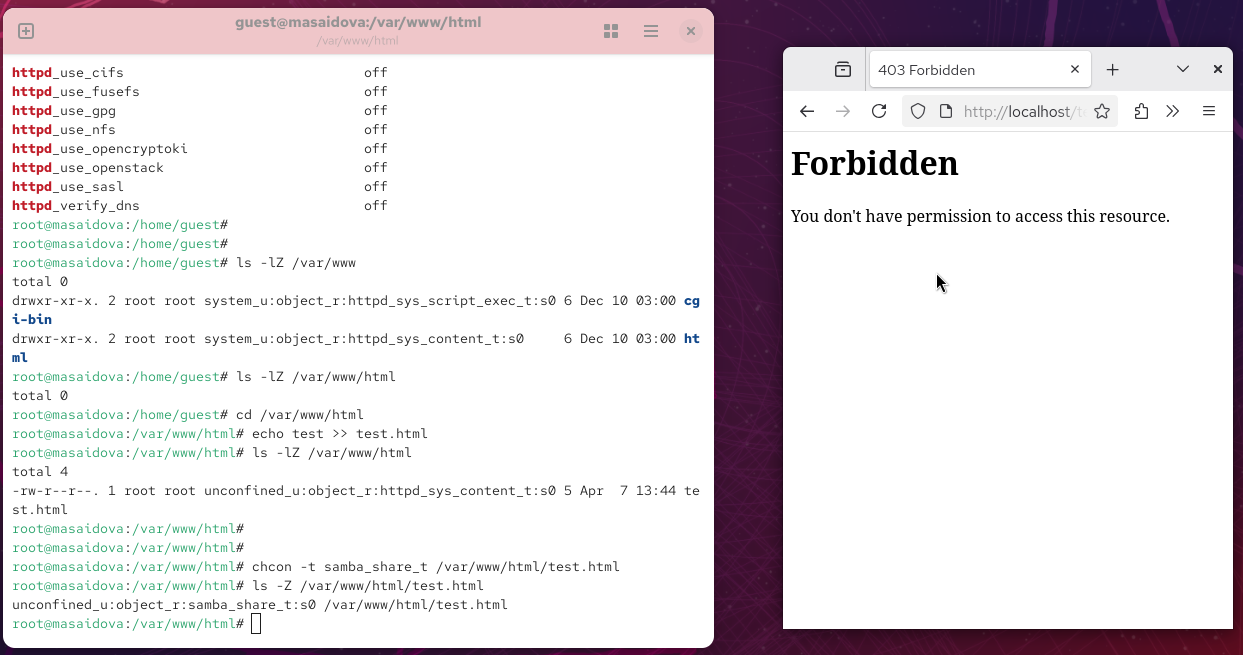 guest@masaidova:/var/www/html
/var/www/html
httpd_use_cifs off
httpd_use_fusefs off
httpd_use_gpg off
httpd_use_nfs off
httpd_use_opencryptoki off
httpd_use_openstack off
httpd_use_sasl off
httpd_verify_dns off
root@masaidova:/home/guest#
root@masaidova:/home/guest#
root@masaidova:/home/guest# ls -lZ /var/www
total 0
drwxr-xr-x. 2 root root system_u:object_r:httpd_sys_script_exec_t:s0 6 Dec 10 03:00 cg
i-bin
drwxr-xr-x. 2 root root system_u:object_r:httpd_sys_content_t:s0     6 Dec 10 03:00 ht
ml
root@masaidova:/home/guest# ls -lZ /var/www/html
total 0
root@masaidova:/home/guest# cd /var/www/html
root@masaidova:/var/www/html# echo test >> test.html
root@masaidova:/var/www/html# ls -lZ /var/www/html
total 4
-rw-r--r--. 1 root root unconfined_u:object_r:httpd_sys_content_t:s0 5 Apr  7 13:44 te
st.html
root@masaidova:/var/www/html#
root@masaidova:/var/www/html#
root@masaidova:/var/www/html# chcon -t samba_share_t /var/www/html/test.html
root@masaidova:/var/www/html# ls -Z /var/www/html/test.html
unconfined_u:object_r:samba_share_t:s0 /var/www/html/test.html
root@masaidova:/var/www/html#
403 Forbidden
http://localhost/t
Forbidden
You don't have permission to access this resource.